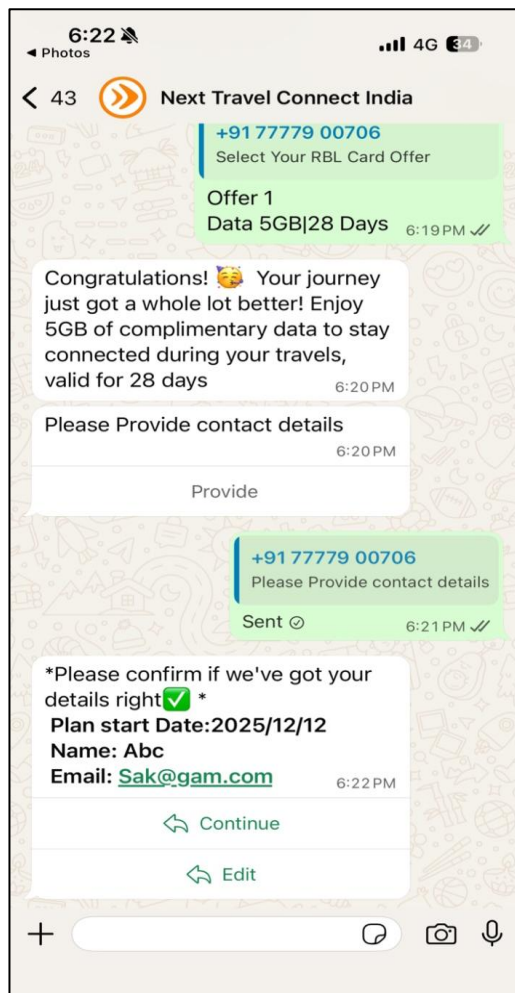 6:22
◀ Photos
4G 34
43 Next Travel Connect India
+91 77779 00706
Select Your RBL Card Offer
Offer 1
Data 5GB|28 Days 6:19 PM
Congratulations! 🥳 Your journey
just got a whole lot better! Enjoy
5GB of complimentary data to stay
connected during your travels,
valid for 28 days 6:20 PM
Please Provide contact details
6:20 PM
Provide
+91 77779 00706
Please Provide contact details
Sent 6:21 PM
*Please confirm if we've got your
details right✅ *
Plan start Date:2025/12/12
Name: Abc
Email: Sak@gam.com 6:22 PM
Continue
Edit